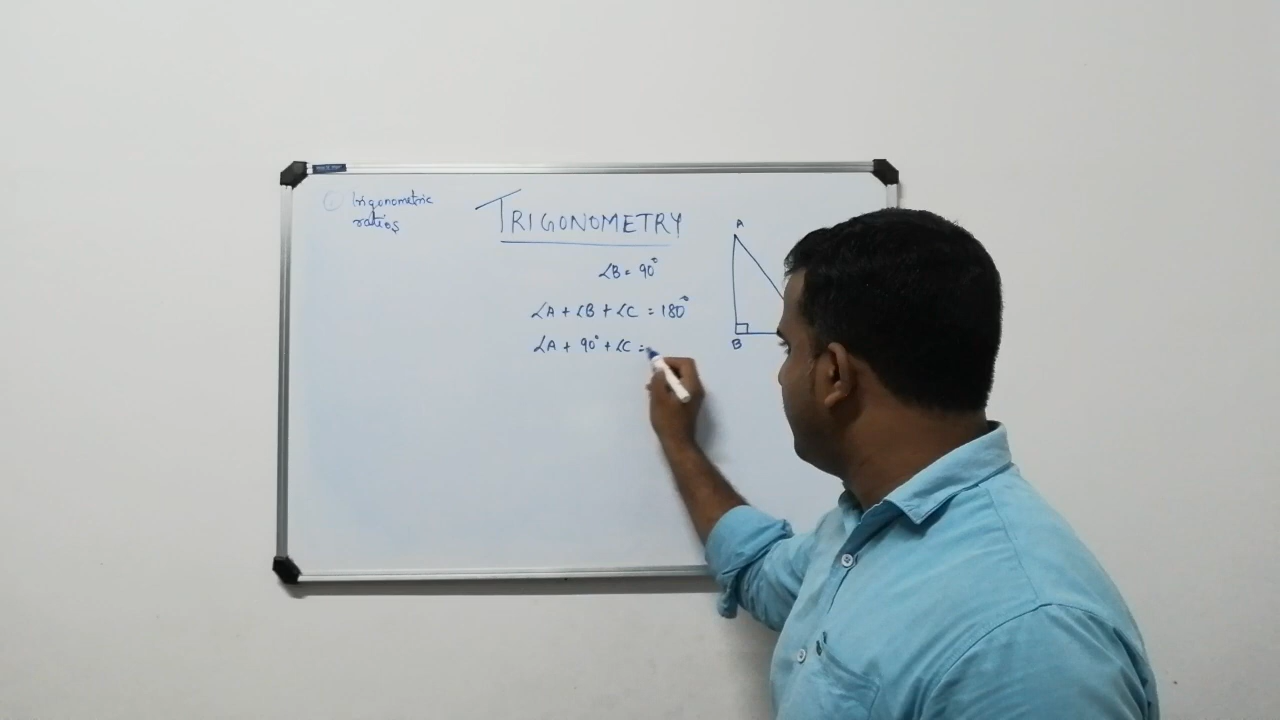 trigonometric
ratios
TRIGONOMETRY
∠B = 90°
∠A + ∠B + ∠C = 180°
∠A + 90° + ∠C =
A
B